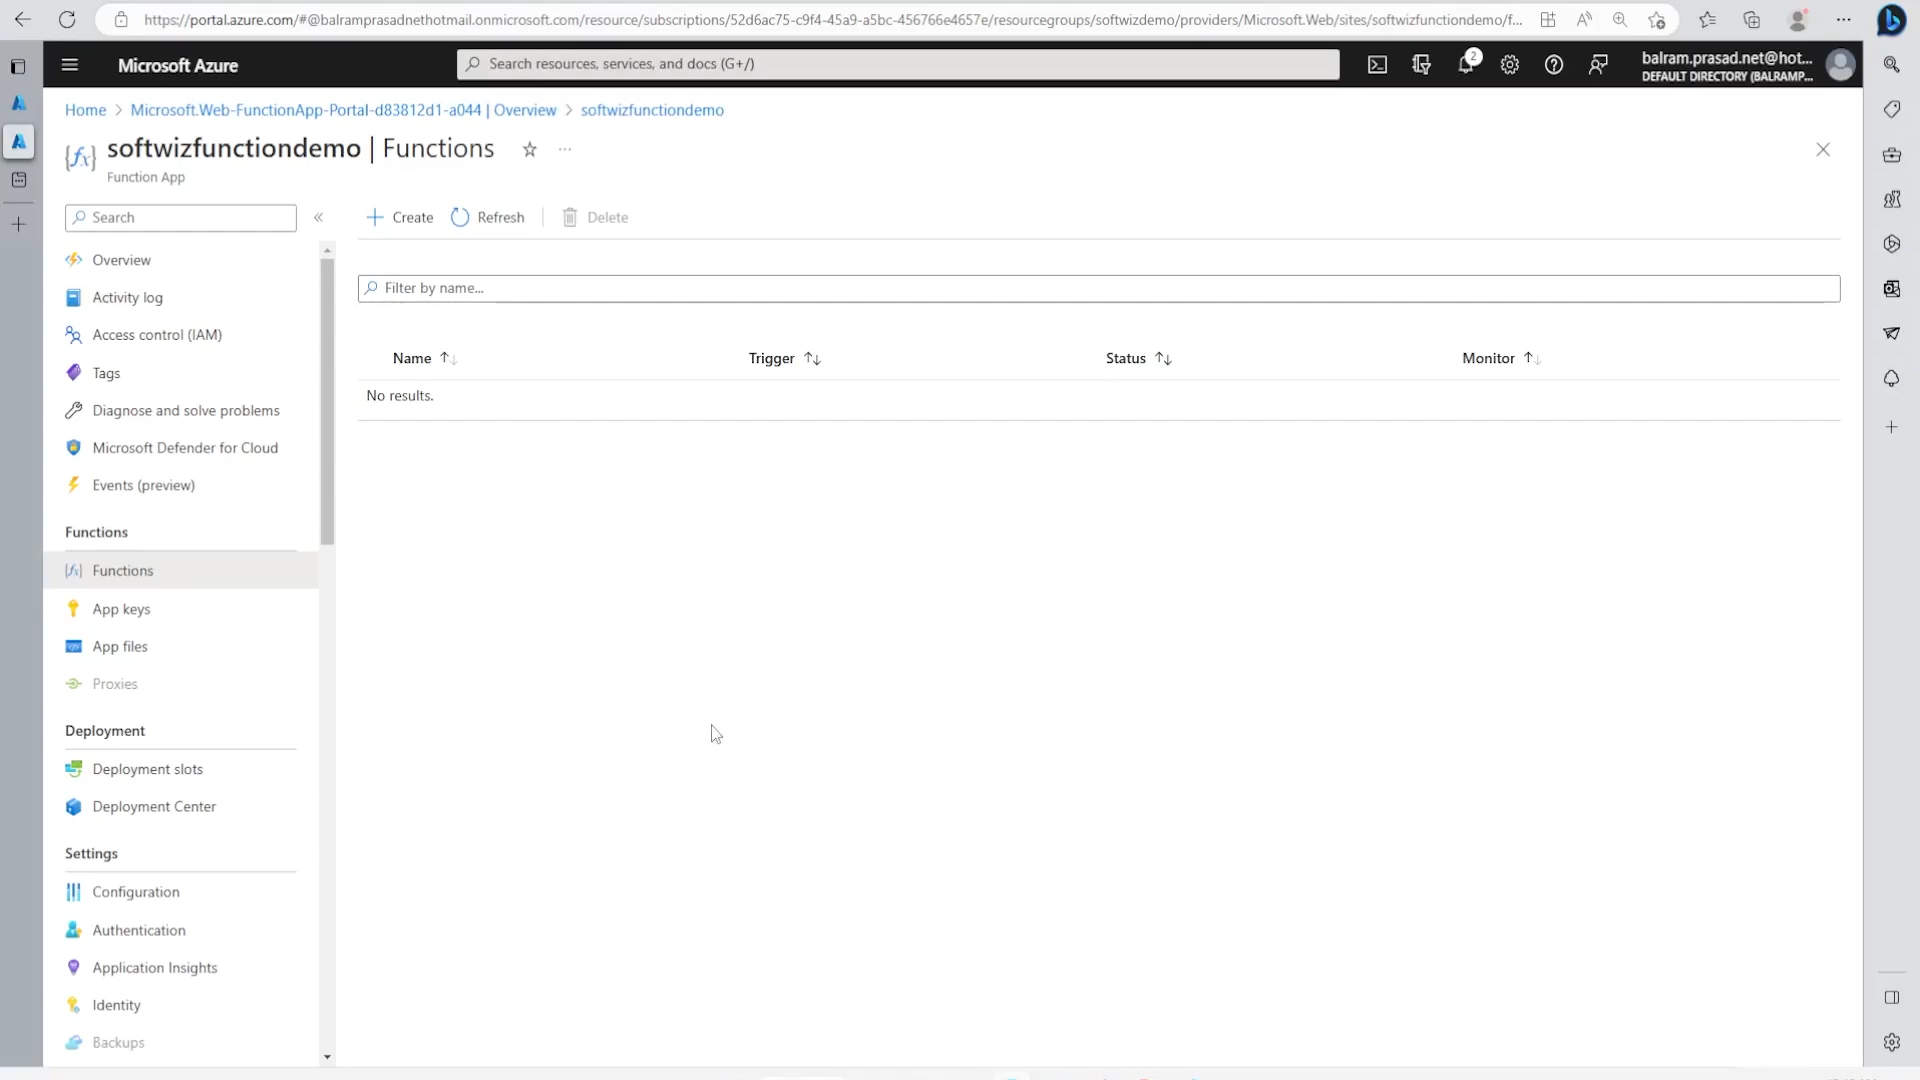 https://portal.azure.com/#@balramprasadnethotmail.onmicrosoft.com/resource/subscriptions/52d6ac75-c9f4-45a9-a5bc-456766e4657e/resourcegroups/softwizdemo/providers/Microsoft.Web/sites/softwizfunctiondemo/f...
Microsoft Azure
Search resources, services, and docs (G+/)
2
balram.prasad.net@hot...
DEFAULT DIRECTORY (BALRAMP...
Home > Microsoft.Web-FunctionApp-Portal-d83812d1-a044 | Overview > softwizfunctiondemo
softwizfunctiondemo | Functions
Function App
Search
Create
Refresh
Delete
Overview
Activity log
Access control (IAM)
Tags
Diagnose and solve problems
Microsoft Defender for Cloud
Events (preview)
Functions
Functions
App keys
App files
Proxies
Deployment
Deployment slots
Deployment Center
Settings
Configuration
Authentication
Application Insights
Identity
Backups
Filter by name...
Name Trigger Status Monitor
No results.